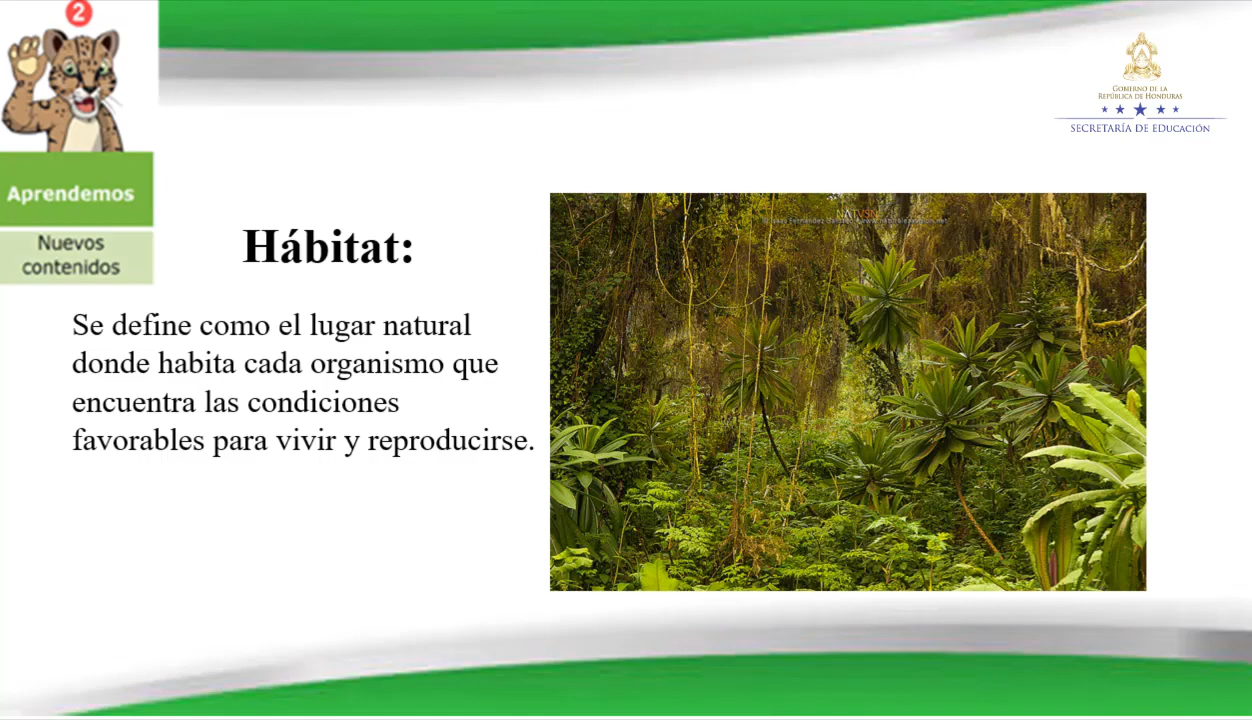 2
Aprendemos
Nuevos
contenidos
GOBIERNO DE LA
REPÚBLICA DE HONDURAS
SECRETARÍA DE EDUCACIÓN
Hábitat:
Se define como el lugar natural
donde habita cada organismo que
encuentra las condiciones
favorables para vivir y reproducirse.